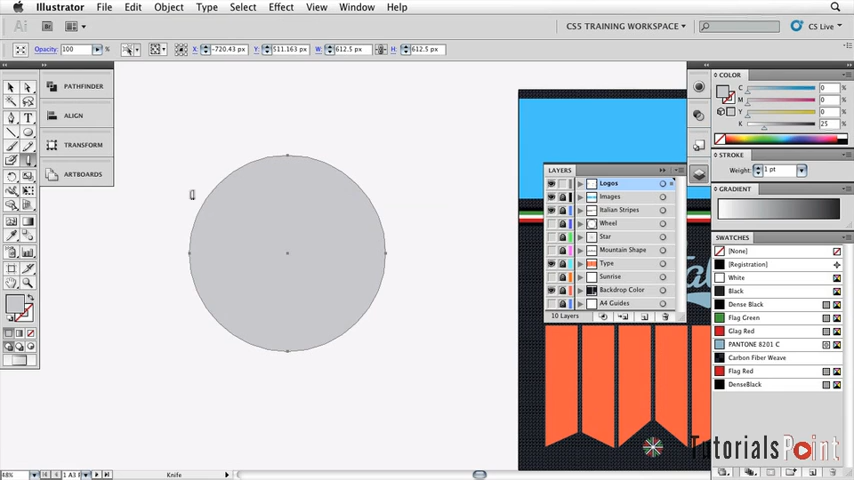 Illustrator File Edit Object Type Select Effect View Window Help
CS5 TRAINING WORKSPACE CS Live
Opacity: 100 % X: -720.43 px Y: 511.163 px W: 612.5 px H: 612.5 px
PATHFINDER
ALIGN
TRANSFORM
ARTBOARDS
LAYERS
Logos
Images
Italian Stripes
Wheel
Star
Mountain Shape
Type
Sunrise
Backdrop Color
A4 Guides
10 Layers
COLOR
C 0 %
M 0 %
Y 0 %
K 25 %
STROKE
Weight: 1 pt
GRADIENT
SWATCHES
[None]
[Registration]
White
Black
Dense Black
Flag Green
Glag Red
PANTONE 8201 C
Carbon Fiber Weave
Flag Red
DenseBlack
TutorialsPoint
48% 1 A3 Knife